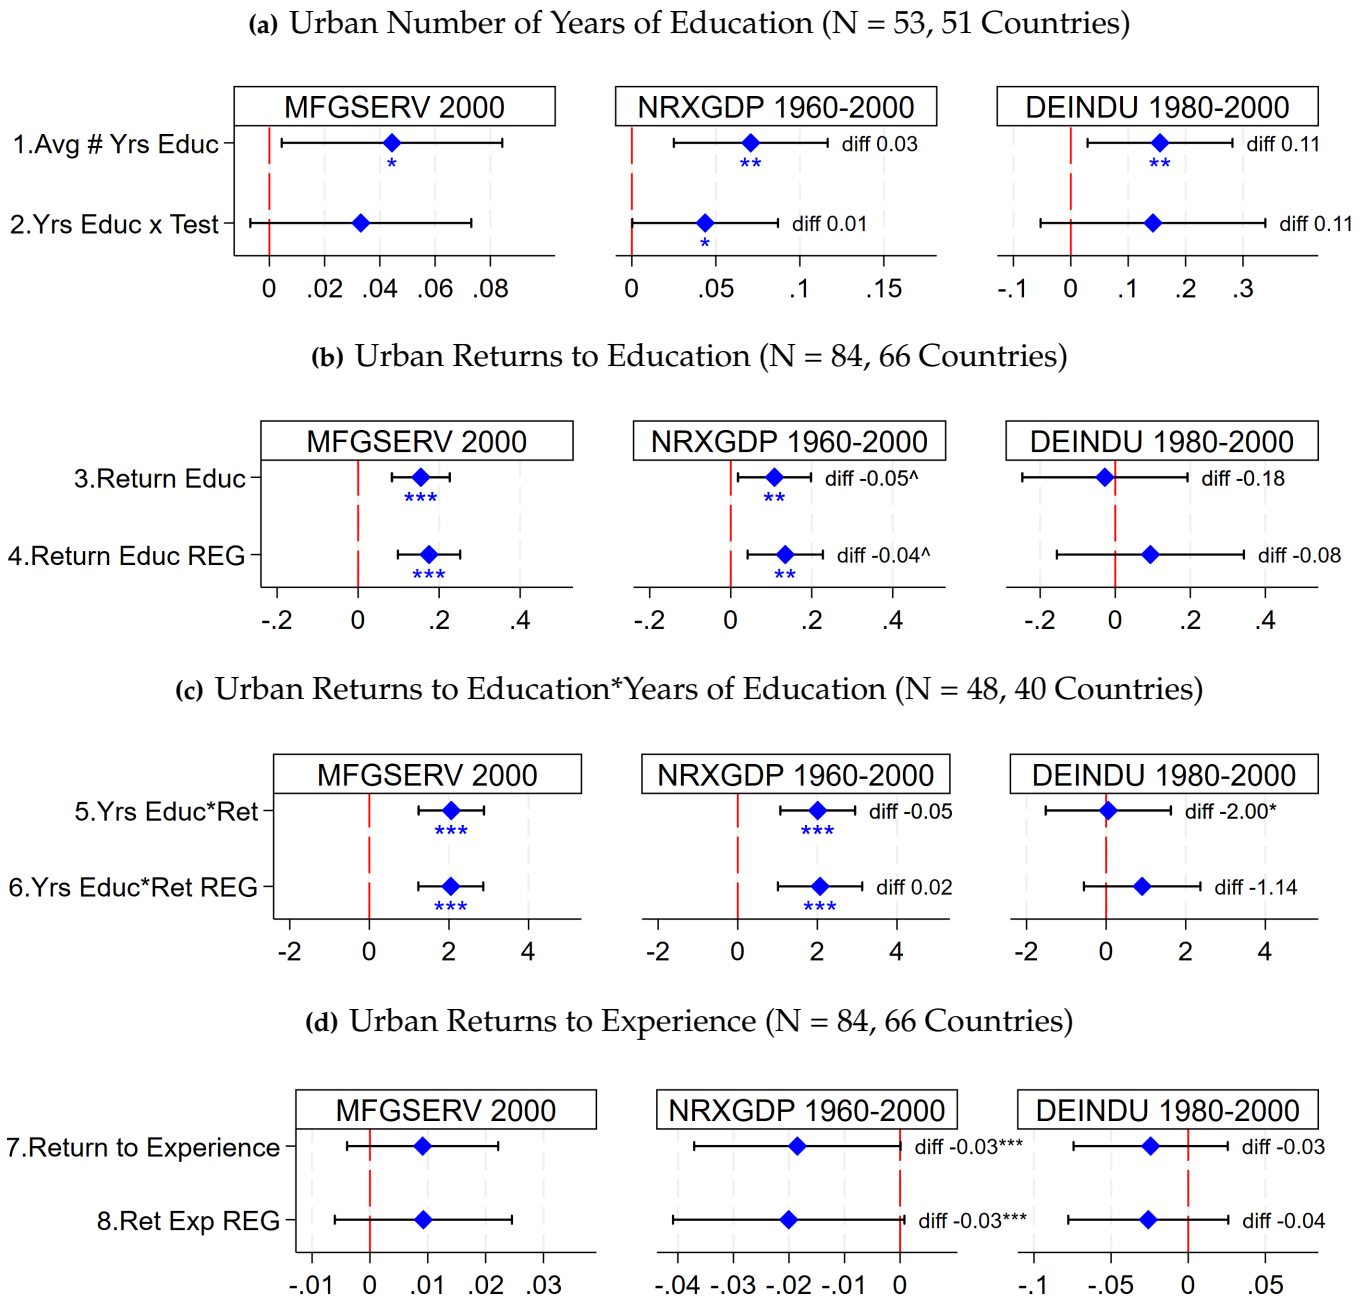 (a) Urban Number of Years of Education (N = 53, 51 Countries)
MFGSERV 2000 NRXGDP 1960-2000 DEINDU 1980-2000
1.Avg # Yrs Educ * ** diff 0.03 ** diff 0.11
2.Yrs Educ x Test * diff 0.01 diff 0.11
0 .02 .04 .06 .08 0 .05 .1 .15 -.1 0 .1 .2 .3
(b) Urban Returns to Education (N = 84, 66 Countries)
MFGSERV 2000 NRXGDP 1960-2000 DEINDU 1980-2000
3.Return Educ *** ** diff -0.05^ diff -0.18
4.Return Educ REG *** ** diff -0.04^ diff -0.08
-.2 0 .2 .4 -.2 0 .2 .4 -.2 0 .2 .4
(c) Urban Returns to Education*Years of Education (N = 48, 40 Countries)
MFGSERV 2000 NRXGDP 1960-2000 DEINDU 1980-2000
5.Yrs Educ*Ret *** *** diff -0.05 diff -2.00*
6.Yrs Educ*Ret REG *** *** diff 0.02 diff -1.14
-2 0 2 4 -2 0 2 4 -2 0 2 4
(d) Urban Returns to Experience (N = 84, 66 Countries)
MFGSERV 2000 NRXGDP 1960-2000 DEINDU 1980-2000
7.Return to Experience diff -0.03*** diff -0.03
8.Ret Exp REG diff -0.03*** diff -0.04
-.01 0 .01 .02 .03 -.04 -.03 -.02 -.01 0 -.1 -.05 0 .05